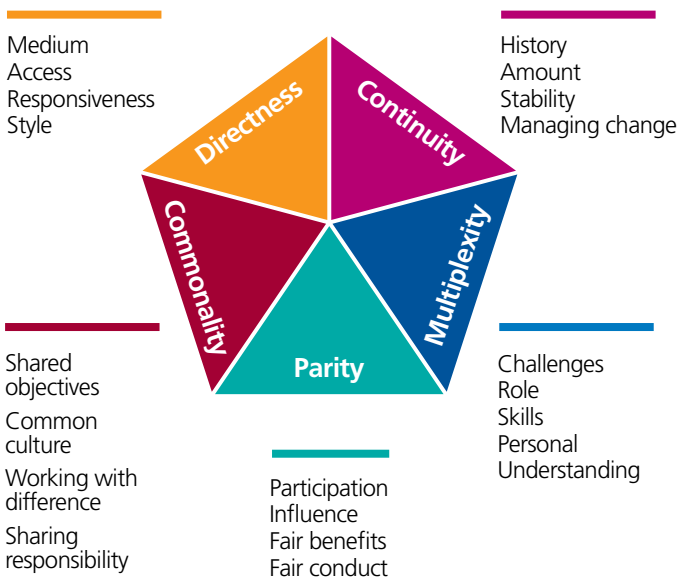 Medium
Access
Responsiveness
Style
Directness
Continuity
History
Amount
Stability
Managing change
Commonality
Multiplexity
Parity
Shared
objectives
Common
culture
Working with
difference
Sharing
responsibility
Participation
Influence
Fair benefits
Fair conduct
Challenges
Role
Skills
Personal
Understanding